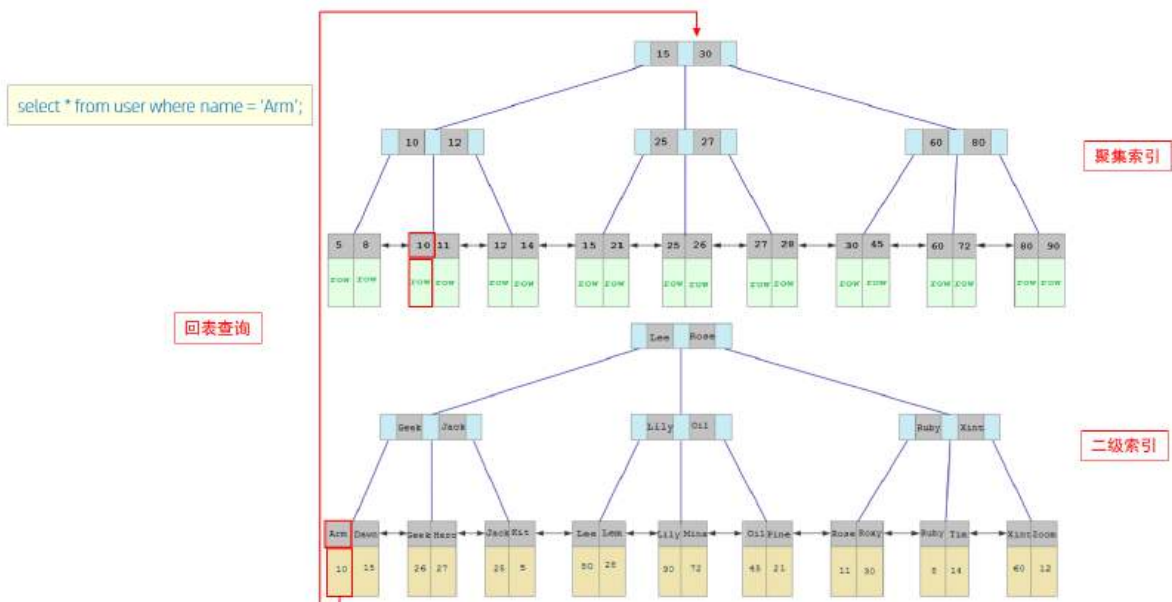 15 30
select * from user where name = 'Arm';
10 12 25 27 60 80
聚集索引
5 8 10 11 12 14 15 21 25 26 27 28 30 45 60 72 80 90
row row row row row row row row row row row row row row row row row row
回表查询
Lee Rose
Geek Jack Lily Oil Ruby Xint
二级索引
Arm Dawn Geek Hero Jack Kit Lee Lem Lily Mina Oil Pine Rose Roxy Ruby Tim Xint Zoom
10 15 26 27 25 5 28 72 45 21 11 30 14 60 12